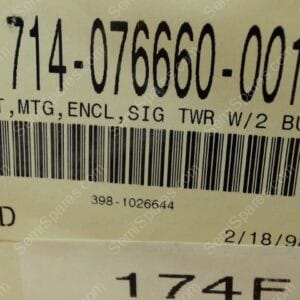 714-076660-001
T,MTG,ENCL,SIG TWR W/2 BU
398-1026644
D
2/18/9
174F